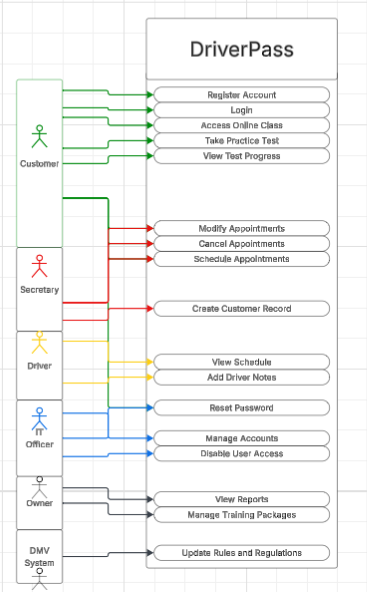 DriverPass
Register Account
Login
Access Online Class
Take Prictice Test
View Test Progress
Customer
Modify Appointments
Cancel Appointments
Schedule Appointments
Secretary
Create Customer Record
Driver
View Schedule
Add Driver Notes
Reset Password
IT
Officer
Manage Accounts
Disable User Access
Owner
View Reports
Manage Training Packages
DMV
System
Update Rules and Regulations